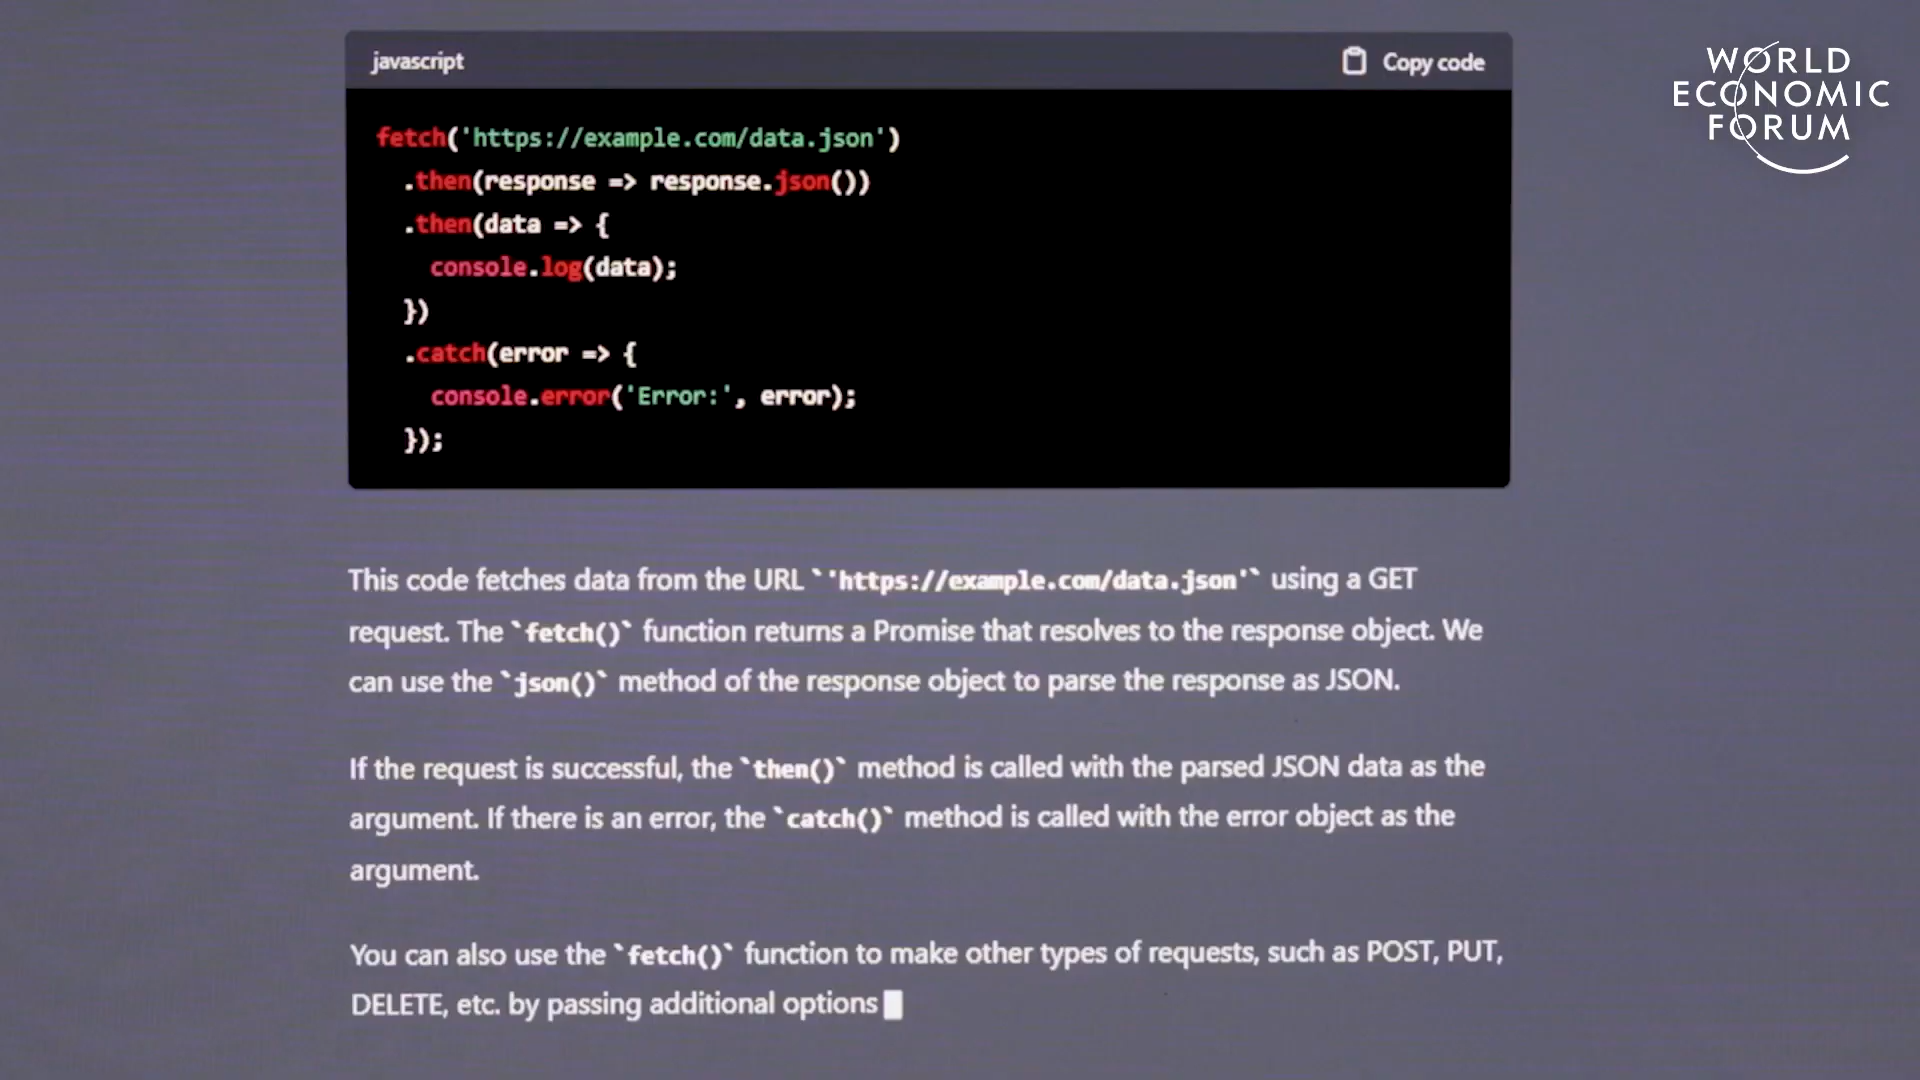 javascript
Copy code
WORLD
ECONOMIC
FORUM
fetch('https://example.com/data.json')
.then(response => response.json())
.then(data => {
console.log(data);
})
.catch(error => {
console.error('Error:', error);
});
This code fetches data from the URL `'https://example.com/data.json'` using a GET
request. The `fetch()` function returns a Promise that resolves to the response object. We
can use the `json()` method of the response object to parse the response as JSON.
If the request is successful, the `then()` method is called with the parsed JSON data as the
argument. If there is an error, the `catch()` method is called with the error object as the
argument.
You can also use the `fetch()` function to make other types of requests, such as POST, PUT,
DELETE, etc. by passing additional options